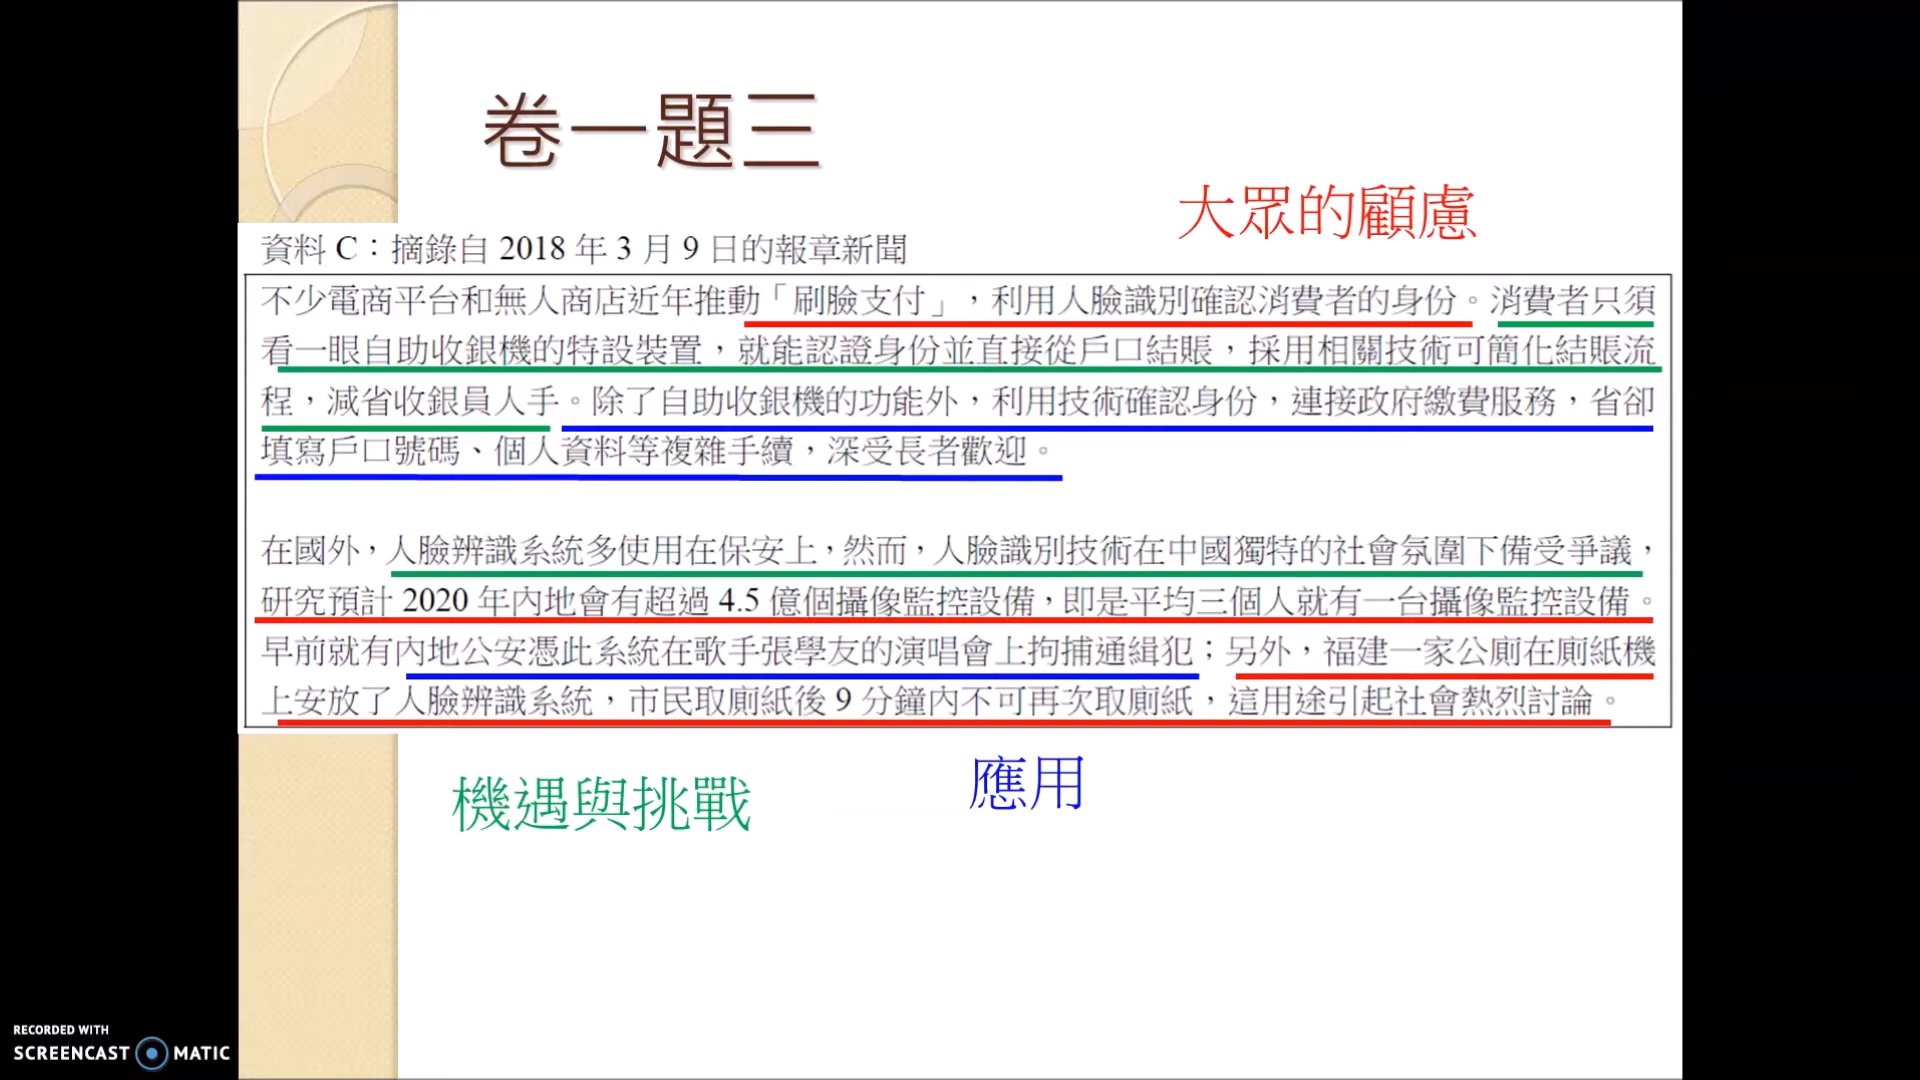 卷一題三
大眾的顧慮
資料 C：摘錄自 2018 年 3 月 9 日的報章新聞
不少電商平台和無人商店近年推動「刷臉支付」，利用人臉識別確認消費者的身份。消費者只須
看一眼自助收銀機的特設裝置，就能認證身份並直接從戶口結賬，採用相關技術可簡化結賬流
程，減省收銀員人手。除了自助收銀機的功能外，利用技術確認身份，連接政府繳費服務，省卻
填寫戶口號碼、個人資料等複雜手續，深受長者歡迎。
在國外，人臉辨識系統多使用在保安上，然而，人臉識別技術在中國獨特的社會氛圍下備受爭議，
研究預計 2020 年內地會有超過 4.5 億個攝像監控設備，即是平均三個人就有一台攝像監控設備。
早前就有內地公安憑此系統在歌手張學友的演唱會上拘捕通緝犯；另外，福建一家公廁在廁紙機
上安放了人臉辨識系統，市民取廁紙後 9 分鐘內不可再次取廁紙，這用途引起社會熱烈討論。
應用
機遇與挑戰
RECORDED WITH
SCREENCAST MATIC